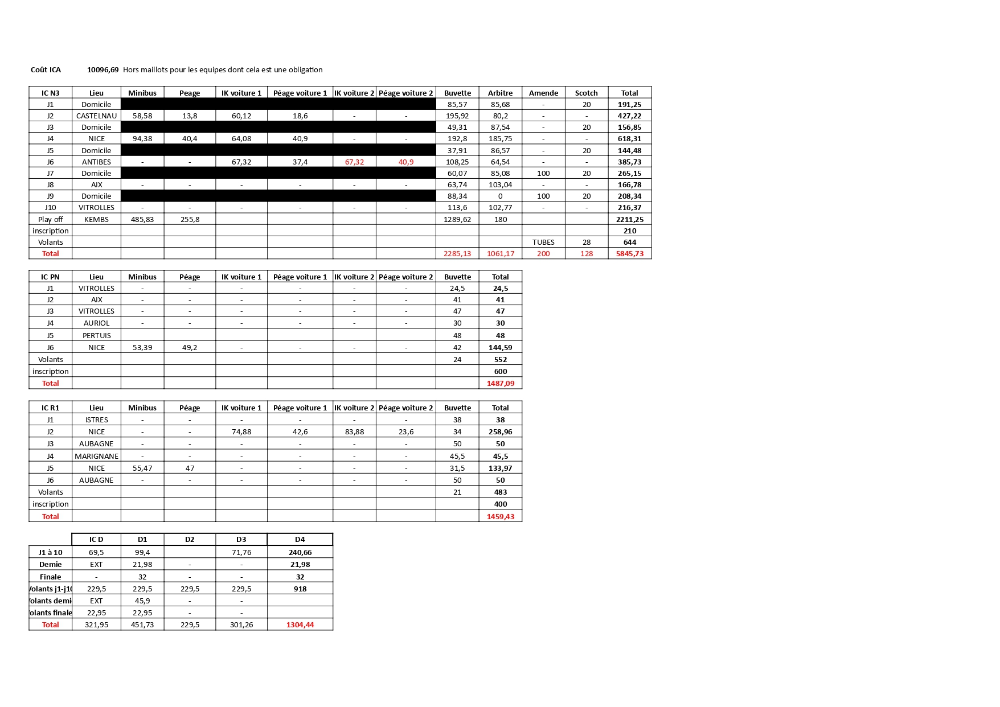 Coût ICA 10096,69 Hors maillots pour les equipes dont cela est une obligation
IC N3 Lieu Minibus Peage IK voiture 1 Péage voiture 1 IK voiture 2 Péage voiture 2 Buvette Arbitre Amende Scotch Total
J1 Domicile 85,57 85,68 - 20 191,25
J2 CASTELNAU 58,58 13,8 60,12 18,6 - - 195,92 80,2 - - 427,22
J3 Domicile 49,31 87,54 - 20 156,85
J4 NICE 94,38 40,4 64,08 40,9 - - 192,8 185,75 - - 618,31
J5 Domicile 37,91 86,57 - 20 144,48
J6 ANTIBES - - 67,32 37,4 67,32 40,9 108,25 64,54 - - 385,73
J7 Domicile 60,07 85,08 100 20 265,15
J8 AIX - - - - - - 63,74 103,04 - - 166,78
J9 Domicile 88,34 0 100 20 208,34
J10 VITROLLES - - - - - - 113,6 102,77 - - 216,37
Play off KEMBS 485,83 255,8 1289,62 180 2211,25
inscription 210
Volants TUBES 28 644
Total 2285,13 1061,17 200 128 5845,73
IC PN Lieu Minibus Péage IK voiture 1 Péage voiture 1 IK voiture 2 Péage voiture 2 Buvette Total
J1 VITROLLES - - - - - - 24,5 24,5
J2 AIX - - - - - - 41 41
J3 VITROLLES - - - - - - 47 47
J4 AURIOL - - - - - - 30 30
J5 PERTUIS 48 48
J6 NICE 53,39 49,2 - - - - 42 144,59
Volants 24 552
inscription 600
Total 1487,09
IC R1 Lieu Minibus Péage IK voiture 1 Péage voiture 1 IK voiture 2 Péage voiture 2 Buvette Total
J1 ISTRES - - - - - - 38 38
J2 NICE - - 74,88 42,6 83,88 23,6 34 258,96
J3 AUBAGNE - - - - - - 50 50
J4 MARIGNANE - - - - - - 45,5 45,5
J5 NICE 55,47 47 - - - - 31,5 133,97
J6 AUBAGNE - - - - - - 50 50
Volants 21 483
inscription 400
Total 1459,43
IC D D1 D2 D3 D4
J1 à 10 69,5 99,4 71,76 240,66
Demie EXT 21,98 - - 21,98
Finale - 32 - - 32
Volants j1-j10 229,5 229,5 229,5 229,5 918
olants demi EXT 45,9 - -
olants finale 22,95 22,95 - -
Total 321,95 451,73 229,5 301,26 1304,44